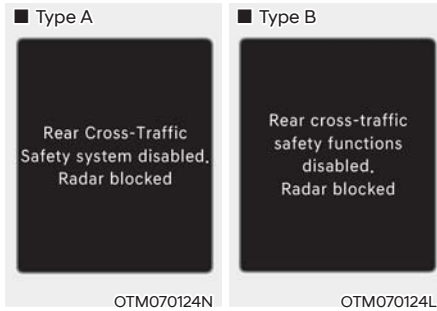 ■ Type A
Rear Cross-Traffic
Safety system disabled.
Radar blocked
OTM070124N
■ Type B
Rear cross-traffic
safety functions
disabled.
Radar blocked
OTM070124L